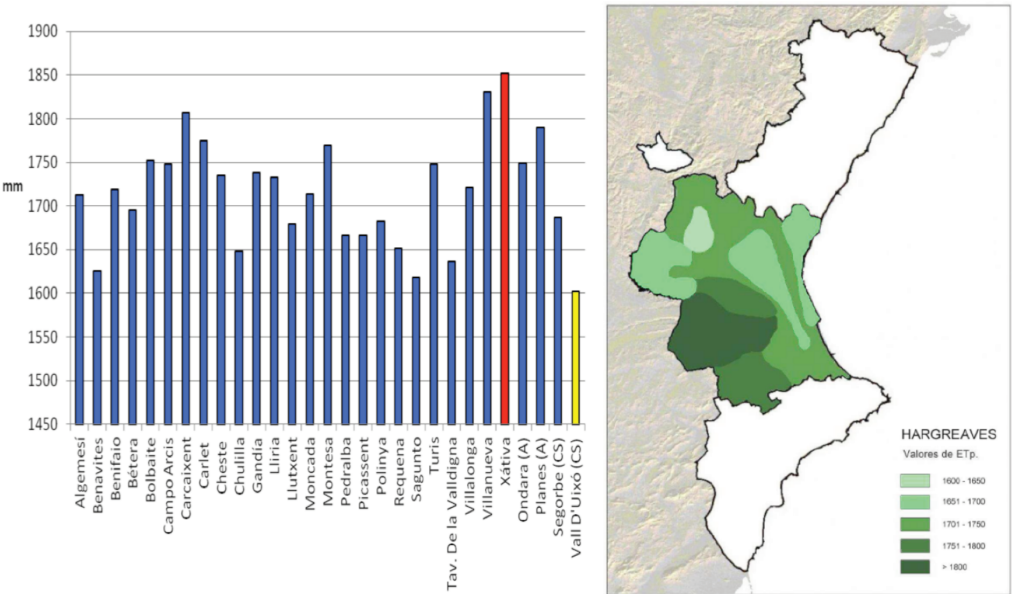 1900
1850
1800
1750
mm
1700
1650
1600
1550
1500
1450
Algemesí
Benavites
Benifaio
Bétera
Bolbaite
Campo Arcis
Carcaixent
Carlet
Cheste
Chulilla
Gandia
Lliria
Llutxent
Moncada
Montesa
Pedralba
Picassent
Polinya
Requena
Sagunto
Turis
Tav. De la Valldigna
Villalonga
Villanueva
Xátiva
Ondara (A)
Planes (A)
Segorbe (CS)
Vall D'Uixó (CS)
HARGREAVES
Valores de ETp.
1600 - 1650
1651 - 1700
1701 - 1750
1751 - 1800
> 1800